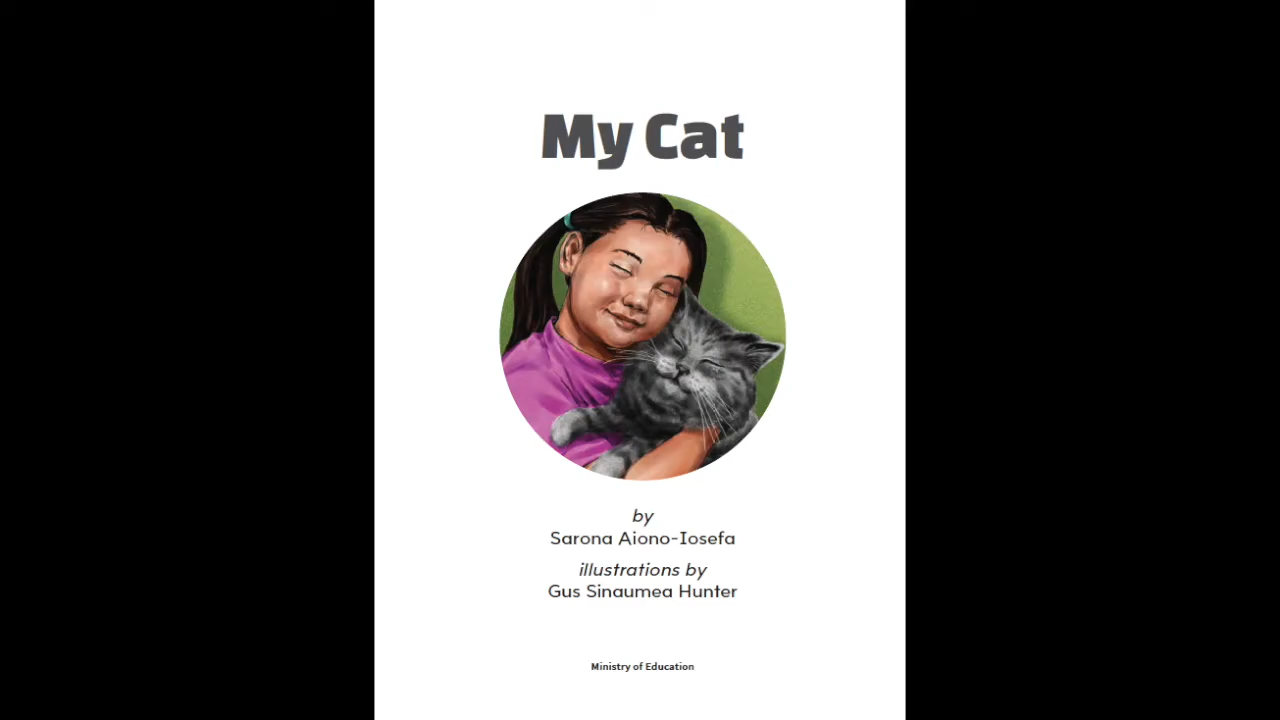 My Cat
by
Sarona Aiono-Iosefa
illustrations by
Gus Sinaumea Hunter
Ministry of Education